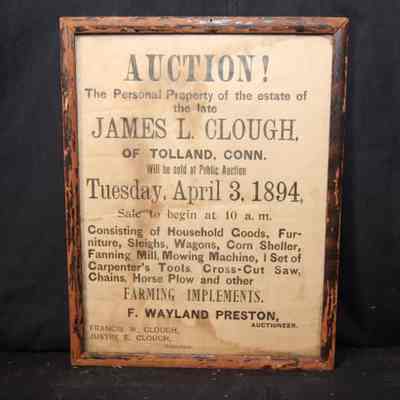 AUCTION!
The Personal Property of the estate of
the late
JAMES L. CLOUGH,
OF TOLLAND, CONN.
Will be sold at Public Auction
Tuesday, April 3, 1894,
Sale to begin at 10 a. m.
Consisting of Household Goods, Fur-
niture, Sleighs, Wagons, Corn Sheller,
Fanning Mill, Mowing Machine, 1 Set of
Carpenter's Tools, Cross-Cut Saw,
Chains, Horse Plow and other
FARMING IMPLEMENTS.
F. WAYLAND PRESTON,
AUCTIONEER.
FRANCIS W. CLOUGH,
E. CLOUGH,